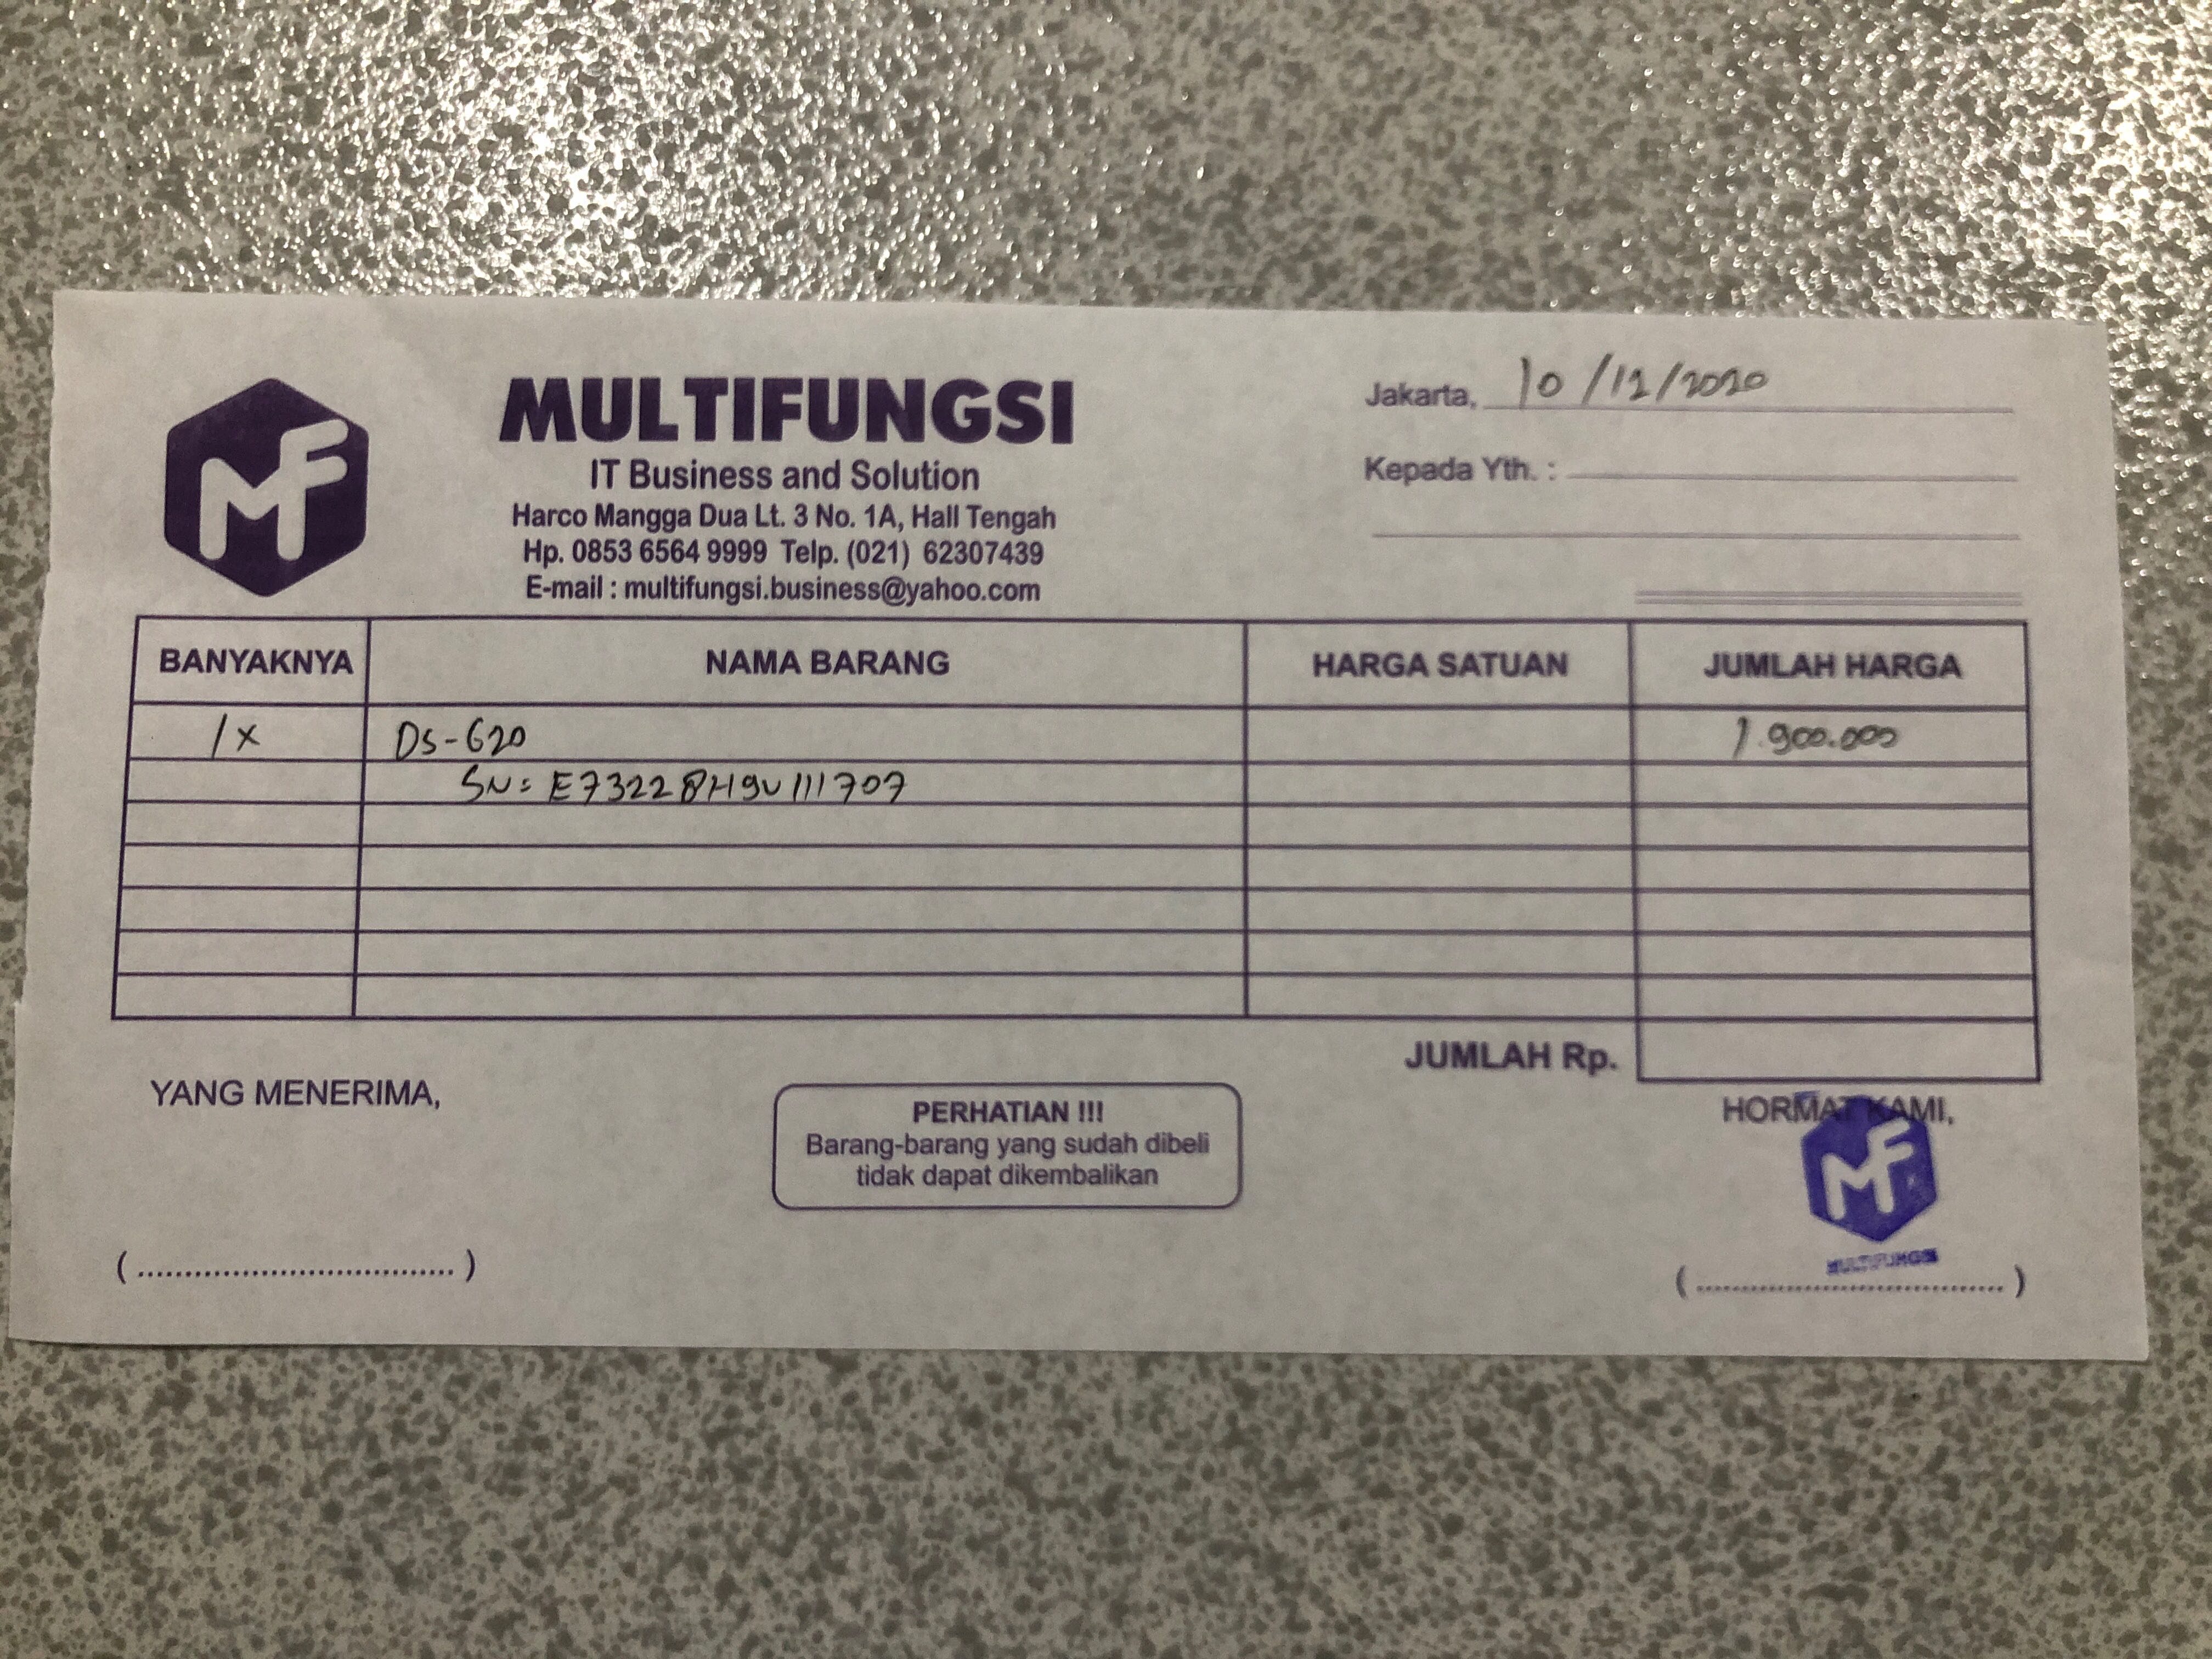 MF
MULTIFUNGSI
IT Business and Solution
Harco Mangga Dua Lt. 3 No. 1A, Hall Tengah
Hp. 0853 6564 9999 Telp. (021) 62307439
E-mail : multifungsi.business@yahoo.com
Jakarta, 10/12/2020
Kepada Yth. :
BANYAKNYA NAMA BARANG HARGA SATUAN JUMLAH HARGA
1x DS-620 1.900.000
SN: E73228H9U111707
JUMLAH Rp.
YANG MENERIMA,
PERHATIAN !!!
Barang-barang yang sudah dibeli
tidak dapat dikembalikan
HORMAT KAMI,
MF
MULTIFUNGSI
(..................................)
(..................................)